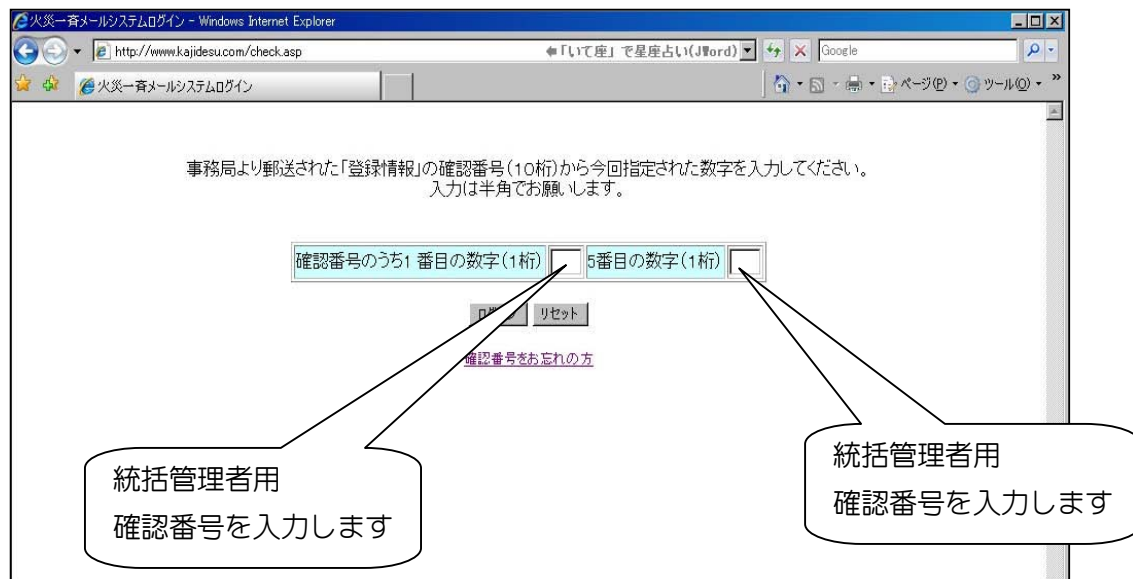 火災一斉メールシステムログイン - Windows Internet Explorer
http://www.kajidesu.com/check.asp
「いて座」で星座占い(JWord)
Google
火災一斉メールシステムログイン
ページ(P)
ツール(O)
事務局より郵送された「登録情報」の確認番号(10桁)から今回指定された数字を入力してください。
入力は半角でお願いします。
確認番号のうち1 番目の数字(1桁)
5番目の数字(1桁)
リセット
確認番号をお忘れの方
統括管理者用
確認番号を入力します
統括管理者用
確認番号を入力します